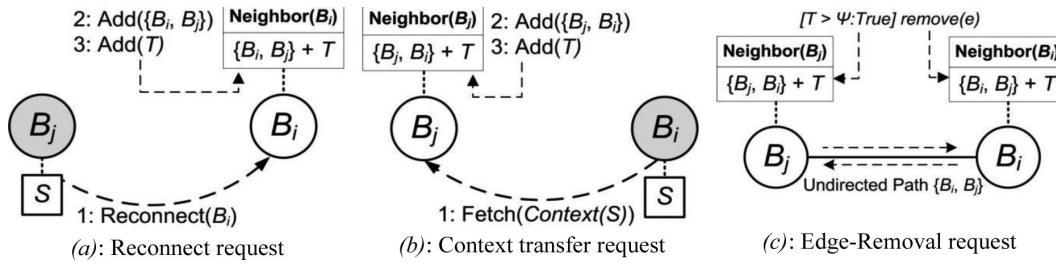 2: Add({Bi, Bj})
3: Add(T)
Neighbor(Bi)
{Bi, Bj} + T
Bj
Bi
S
1: Reconnect(Bi)
(a): Reconnect request
Neighbor(Bj)
{Bj, Bi} + T
2: Add({Bj, Bi})
3: Add(T)
Bj
Bi
S
1: Fetch(Context(S))
(b): Context transfer request
[T > Ψ:True] remove(e)
Neighbor(Bj)
{Bj, Bi} + T
Neighbor(Bi)
{Bi, Bj} + T
Bj
Bi
Undirected Path {Bi, Bj}
(c): Edge-Removal request